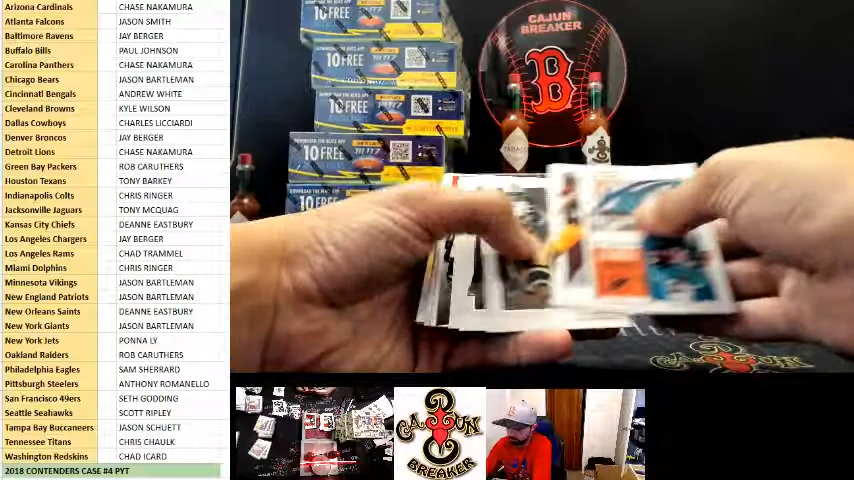 Arizona Cardinals CHASE NAKAMURA
Atlanta Falcons JASON SMITH
Baltimore Ravens JAY BERGER
Buffalo Bills PAUL JOHNSON
Carolina Panthers CHASE NAKAMURA
Chicago Bears JASON BARTLEMAN
Cincinnati Bengals ANDREW WHITE
Cleveland Browns KYLE WILSON
Dallas Cowboys CHARLES LICCIARDI
Denver Broncos JAY BERGER
Detroit Lions CHASE NAKAMURA
Green Bay Packers ROB CARUTHERS
Houston Texans TONY BARKEY
Indianapolis Colts CHRIS RINGER
Jacksonville Jaguars TONY MCQUAG
Kansas City Chiefs DEANNE EASTBURY
Los Angeles Chargers JAY BERGER
Los Angeles Rams CHAD TRAMMEL
Miami Dolphins CHRIS RINGER
Minnesota Vikings JASON BARTLEMAN
New England Patriots JASON BARTLEMAN
New Orleans Saints DEANNE EASTBURY
New York Giants JASON BARTLEMAN
New York Jets PONNA LY
Oakland Raiders ROB CARUTHERS
Philadelphia Eagles SAM SHERRARD
Pittsburgh Steelers ANTHONY ROMANELLO
San Francisco 49ers SETH GODDING
Seattle Seahawks SCOTT RIPLEY
Tampa Bay Buccaneers JASON SCHUETT
Tennessee Titans CHRIS CHAULK
Washington Redskins CHAD ICARD
2018 CONTENDERS CASE #4 PYT
10 FREE
10 FREE BLITZ
10 FREE
10 FREE BLITZ
10 FREE
CAJUN
BREAKER
B
TABASCO
CAJUN
BREAKER